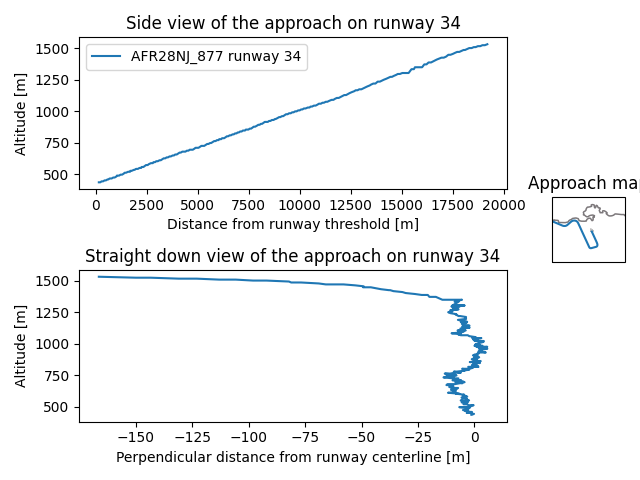 Side view of the approach on runway 34
1500
1250
1000
750
500
Altitude [m]
AFR28NJ_877 runway 34
0 2500 5000 7500 10000 12500 15000 17500 20000
Distance from runway threshold [m]
Approach map
Straight down view of the approach on runway 34
1500
1250
1000
750
500
Altitude [m]
−150 −125 −100 −75 −50 −25 0
Perpendicular distance from runway centerline [m]